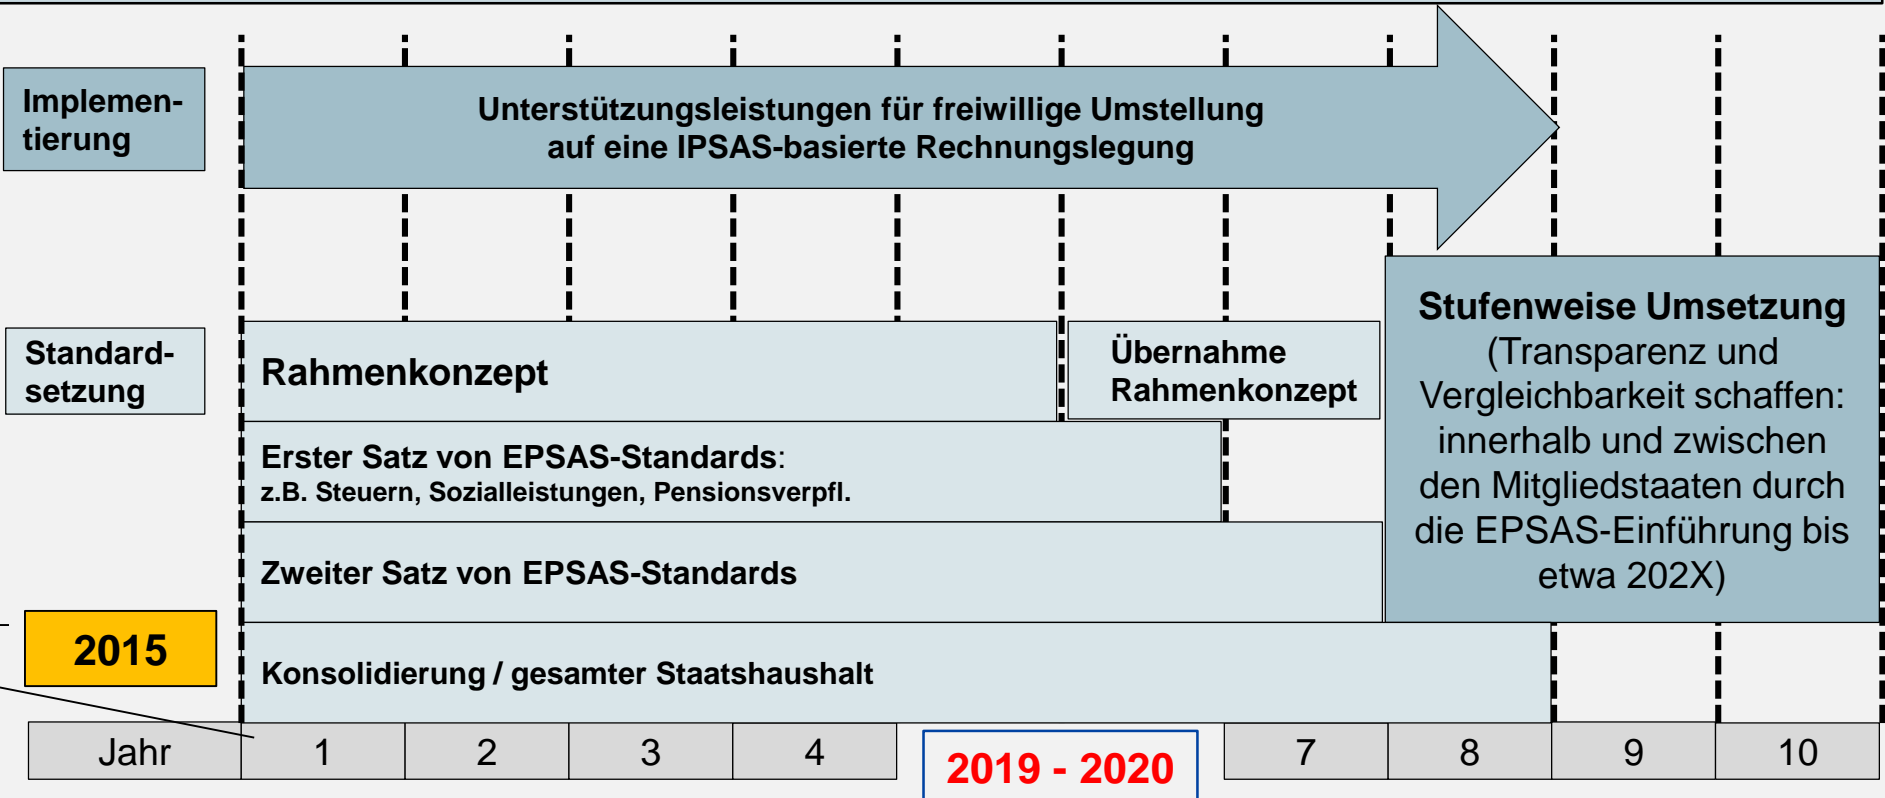 Implemen-
tierung
Unterstützungsleistungen für freiwillige Umstellung
auf eine IPSAS-basierte Rechnungslegung
Standard-
setzung
Rahmenkonzept
Übernahme
Rahmenkonzept
Erster Satz von EPSAS-Standards:
z.B. Steuern, Sozialleistungen, Pensionsverpfl.
Zweiter Satz von EPSAS-Standards
Konsolidierung / gesamter Staatshaushalt
Stufenweise Umsetzung
(Transparenz und
Vergleichbarkeit schaffen:
innerhalb und zwischen
den Mitgliedstaaten durch
die EPSAS-Einführung bis
etwa 202X)
2015
Jahr 1 2 3 4 2019 - 2020 7 8 9 10